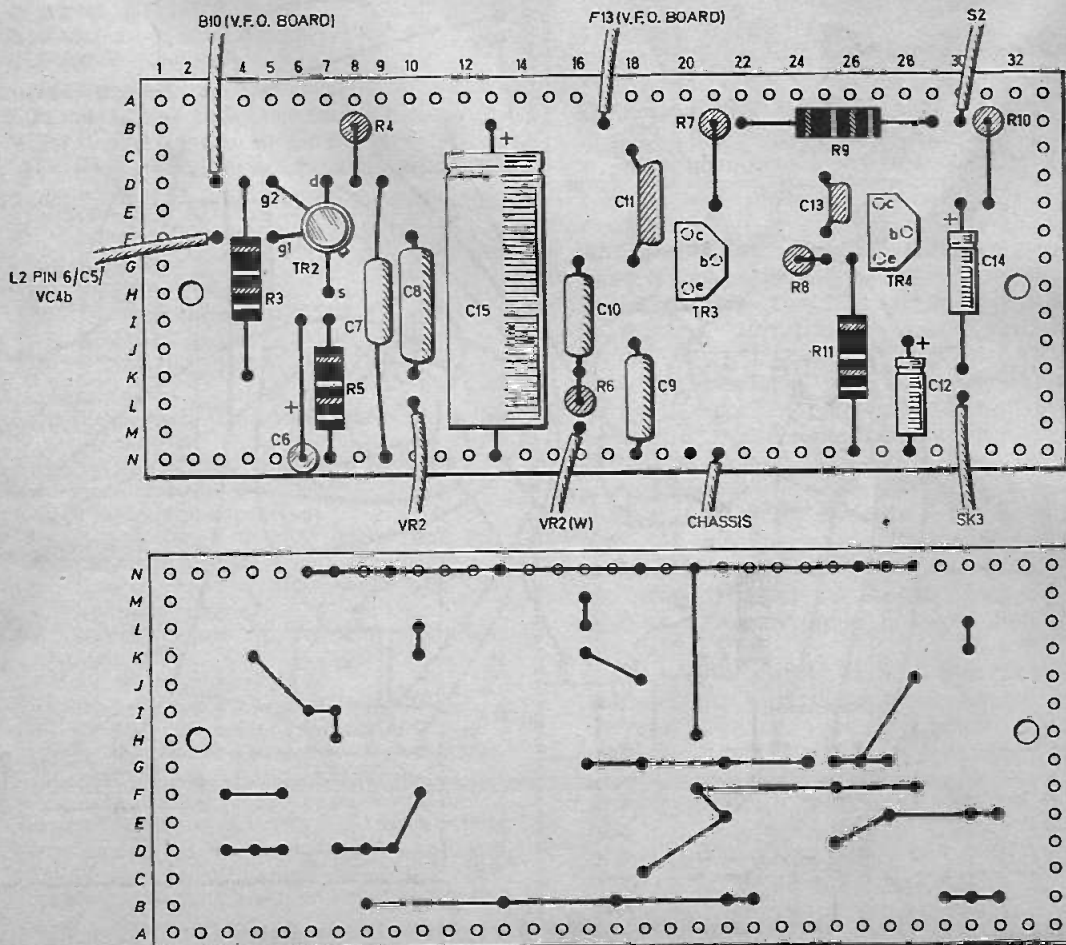 B10 (V.F.O. BOARD)
F13 (V.F.O. BOARD)
S2
1 2 4 5 6 7 8 10 12 14 16 18 20 22 24 26 28 30 32
A
B
C
D
E
F
G
H
I
J
K
L
M
N
R4
R7
R9
R10
g2
d
g1
TR2
s
L2 PIN 6/C5/
VC4b
R3
C7
C8
C15
+
C11
C10
c
b
e
TR3
C13
R8
c
b
e
TR4
+
C14
R5
+
C6
R6
C9
R11
+
C12
VR2
VR2(W)
CHASSIS
SK3
N
M
L
K
J
I
H
G
F
E
D
C
B
A